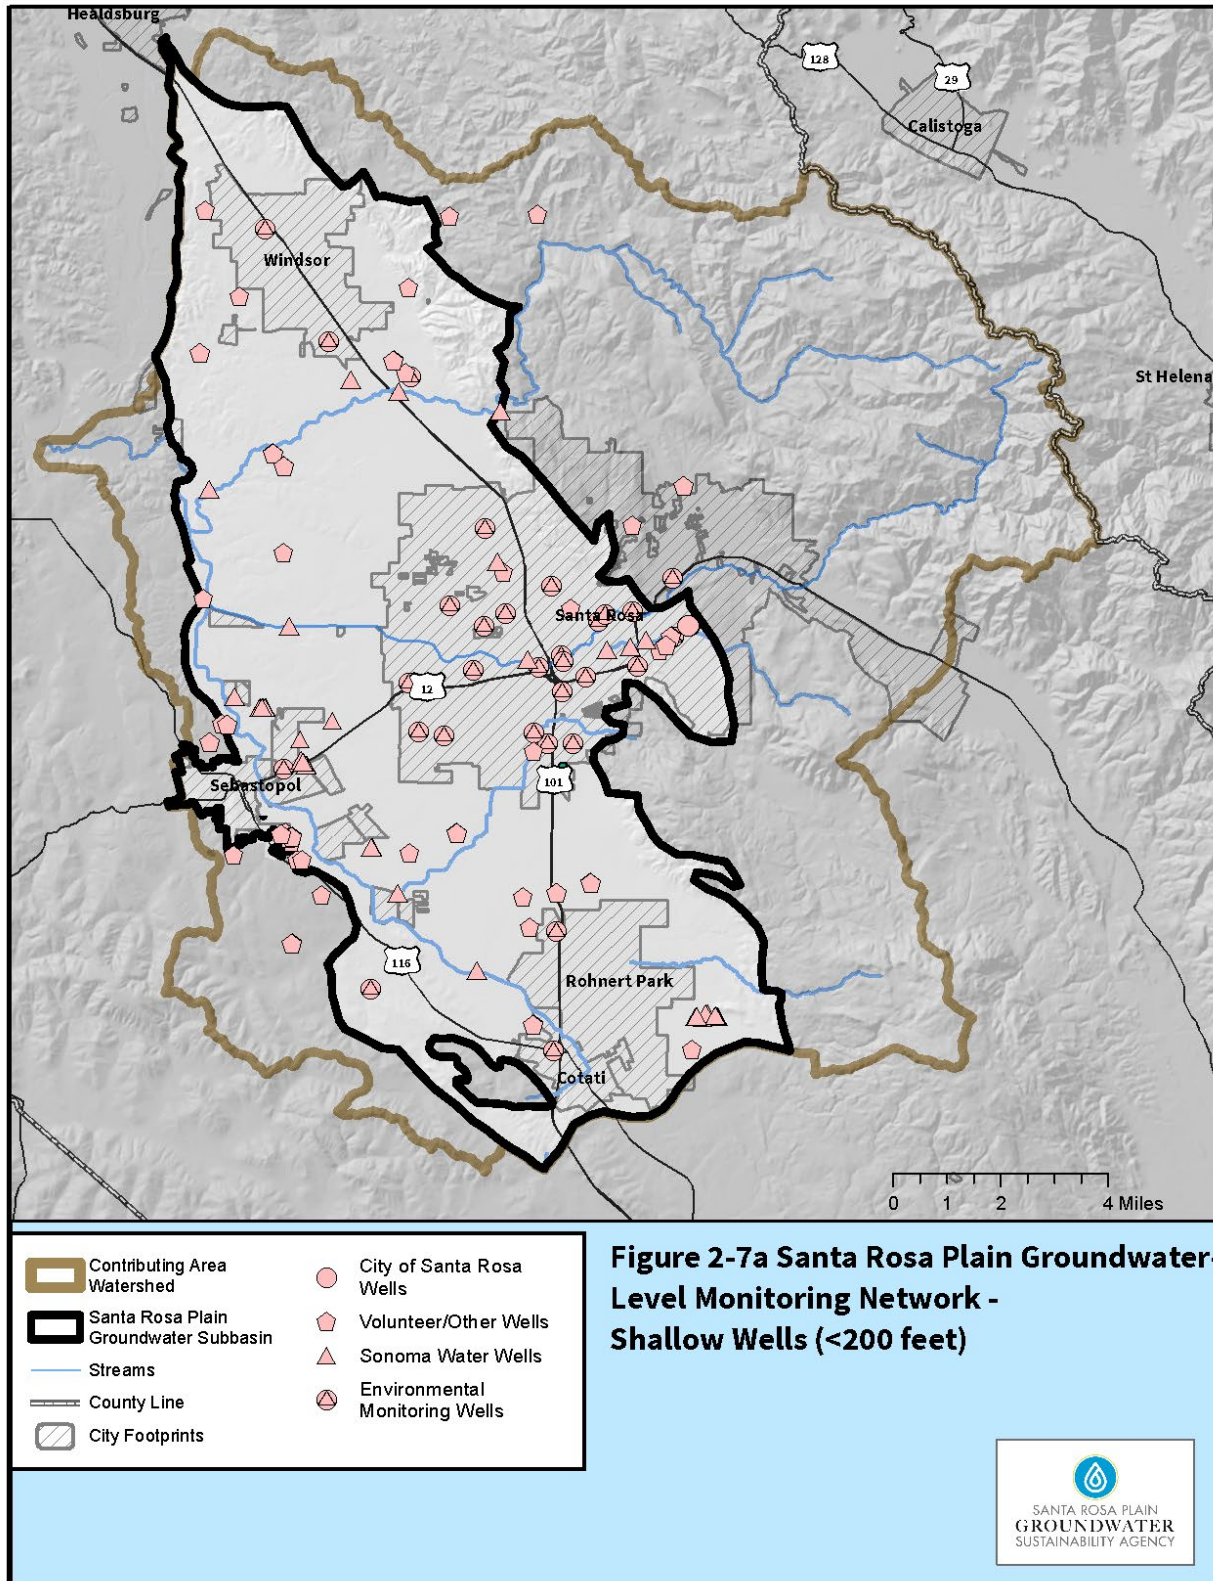 Healdsburg
128
29
Calistoga
Windsor
St Helena
Santa Rosa
12
101
Sebastopol
116
Rohnert Park
Cotati
0 1 2 4 Miles
Contributing Area
Watershed
Santa Rosa Plain
Groundwater Subbasin
Streams
County Line
City Footprints
City of Santa Rosa
Wells
Volunteer/Other Wells
Sonoma Water Wells
Environmental
Monitoring Wells
Figure 2-7a Santa Rosa Plain Groundwater-
Level Monitoring Network -
Shallow Wells (<200 feet)
SANTA ROSA PLAIN
GROUNDWATER
SUSTAINABILITY AGENCY